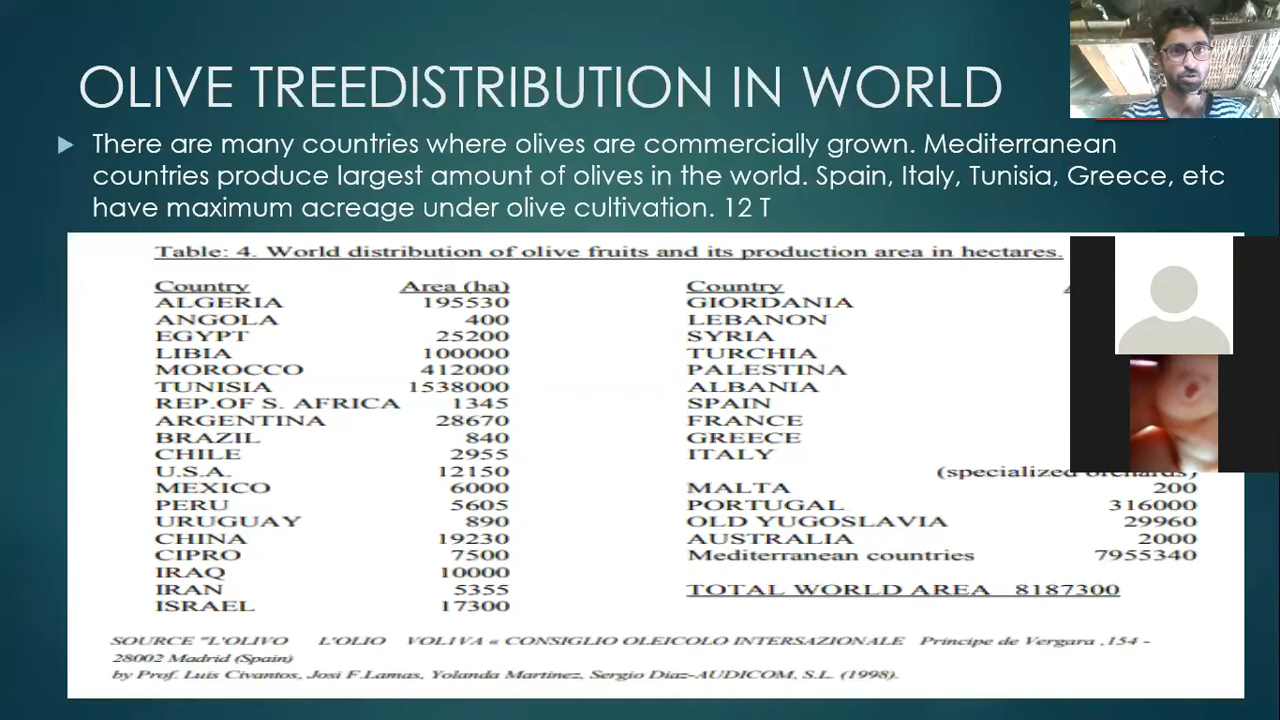 OLIVE TREEDISTRIBUTION IN WORLD
There are many countries where olives are commercially grown. Mediterranean
countries produce largest amount of olives in the world. Spain, Italy, Tunisia, Greece, etc
have maximum acreage under olive cultivation. 12 T
Table: 4. World distribution of olive fruits and its production area in hectares.
Country Area (ha)
ALGERIA 195530
ANGOLA 400
EGYPT 25200
LIBIA 100000
MOROCCO 412000
TUNISIA 1538000
REP.OF S. AFRICA 1345
ARGENTINA 28670
BRAZIL 840
CHILE 2955
U.S.A. 12150
MEXICO 6000
PERU 5605
URUGUAY 890
CHINA 19230
CIPRO 7500
IRAQ 10000
IRAN 5355
ISRAEL 17300
Country
GIORDANIA
LEBANON
SYRIA
TURCHIA
PALESTINA
ALBANIA
SPAIN
FRANCE
GREECE
ITALY
(specialized orchards)
MALTA 200
PORTUGAL 316000
OLD YUGOSLAVIA 29960
AUSTRALIA 2000
Mediterranean countries 7955340
TOTAL WORLD AREA 8187300
SOURCE "L'OLIVO L'OLIO VOLIVA « CONSIGLIO OLEICOLO INTERSAZIONALE Principe de Vergara ,154 -
28002 Madrid (Spain)
by Prof. Luis Civantos, Josi F.Lamas, Yolanda Martinez, Sergio Diaz-AUDICOM, S.L. (1998).